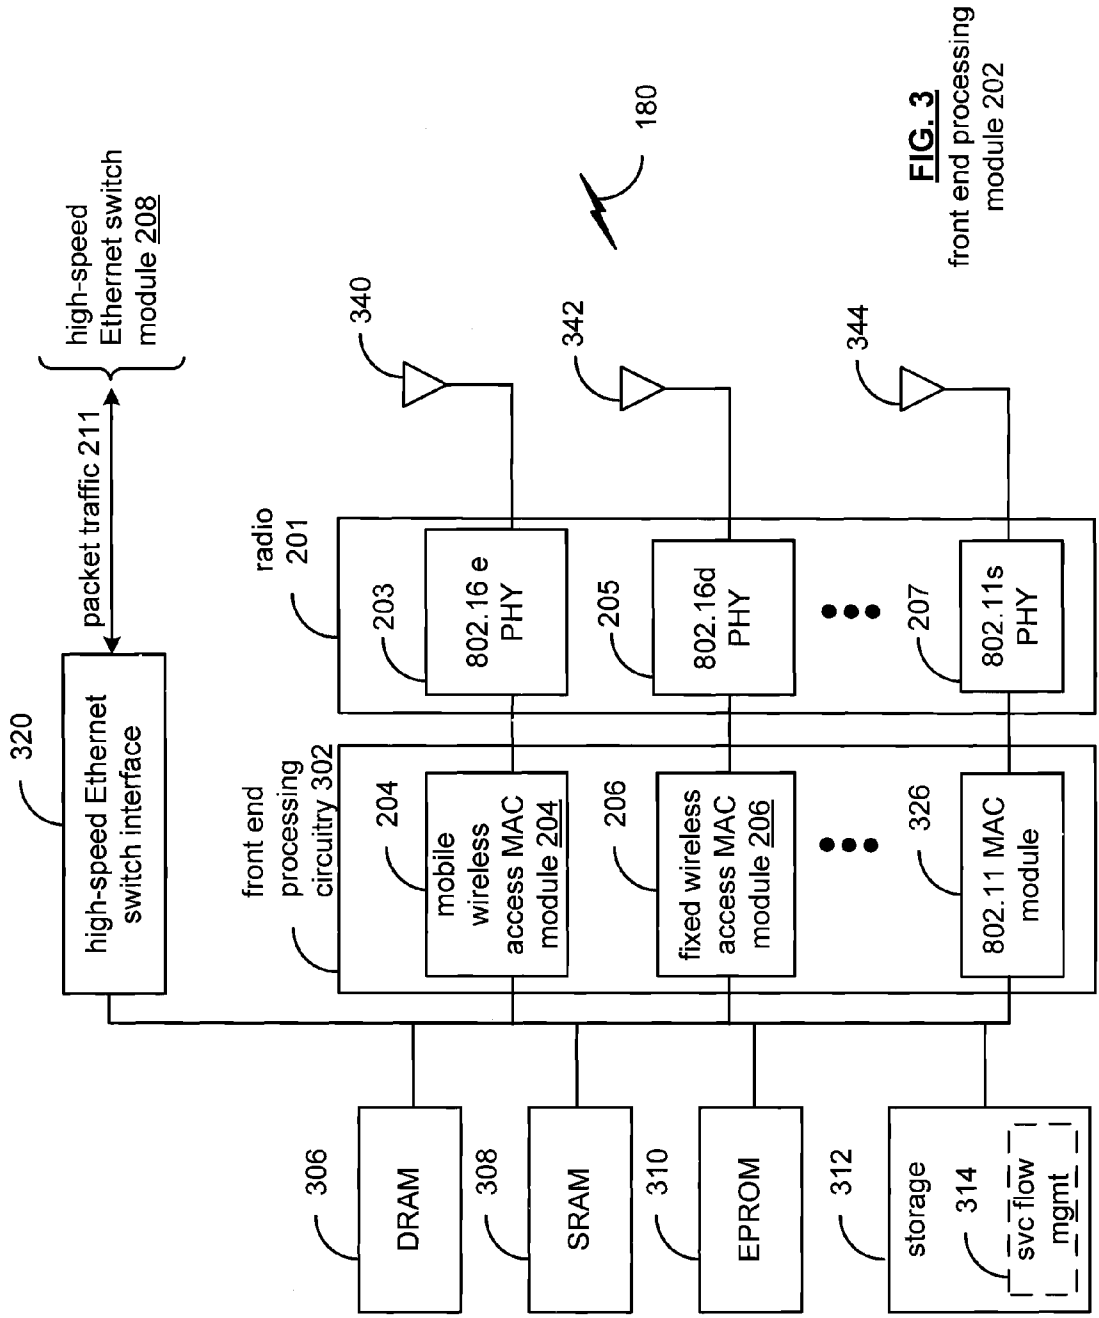 high-speed
Ethernet switch
module 208
packet traffic 211
320
high-speed Ethernet
switch interface
radio
201
front end
processing
circuitry 302
340
342
344
180
203
802.16 e
PHY
205
802.16d
PHY
207
802.11s
PHY
204
mobile
wireless
access MAC
module 204
206
fixed wireless
access MAC
module 206
326
802.11 MAC
module
306
DRAM
308
SRAM
310
EPROM
312
storage
314
svc flow
mgmt
FIG. 3
front end processing
module 202